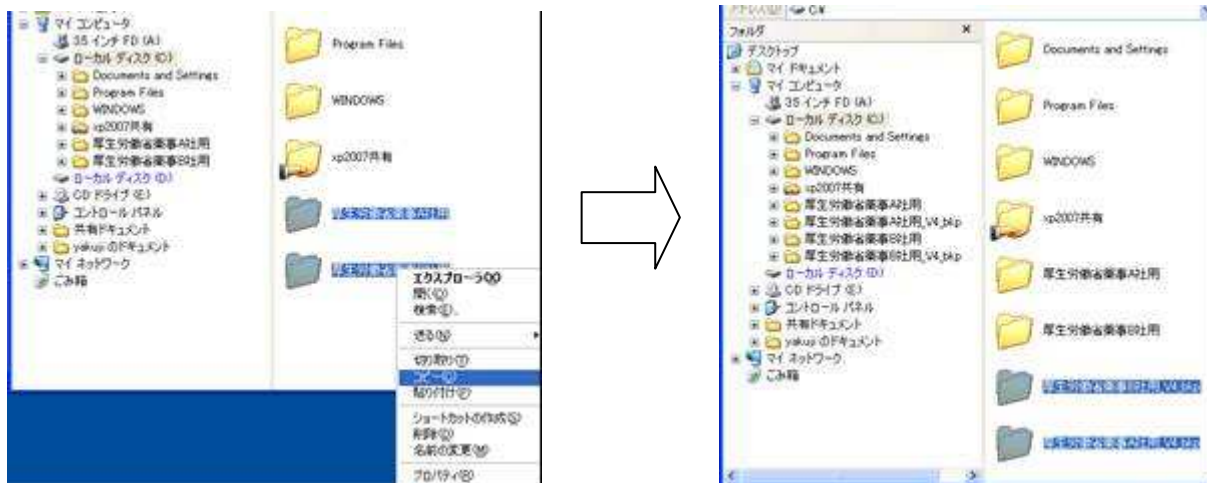 マイ コンピュータ
3.5 インチ FD (A:)
ローカル ディスク (C:)
Documents and Settings
Program Files
WINDOWS
xp2007共有
厚生労働省薬事A社用
厚生労働省薬事B社用
ローカル ディスク (D:)
CD ドライブ (E:)
コントロール パネル
共有ドキュメント
yakuji のドキュメント
マイ ネットワーク
ごみ箱
Program Files
WINDOWS
xp2007共有
厚生労働省薬事A社用
エクスプローラ(X)
開く(O)
検索(E)...
送る(N)
切り取り(T)
コピー(C)
貼り付け(P)
ショートカットの作成(S)
削除(D)
名前の変更(M)
プロパティ(R)
アドレス(D)
C:¥
フォルダ
×
デスクトップ
マイ ドキュメント
マイ コンピュータ
3.5 インチ FD (A:)
ローカル ディスク (C:)
Documents and Settings
Program Files
WINDOWS
xp2007共有
厚生労働省薬事A社用
厚生労働省薬事A社用_V4_bkp
厚生労働省薬事B社用
厚生労働省薬事B社用_V4_bkp
ローカル ディスク (D:)
CD ドライブ (E:)
コントロール パネル
共有ドキュメント
yakuji のドキュメント
マイ ネットワーク
ごみ箱
Documents and Settings
Program Files
WINDOWS
xp2007共有
厚生労働省薬事A社用
厚生労働省薬事B社用